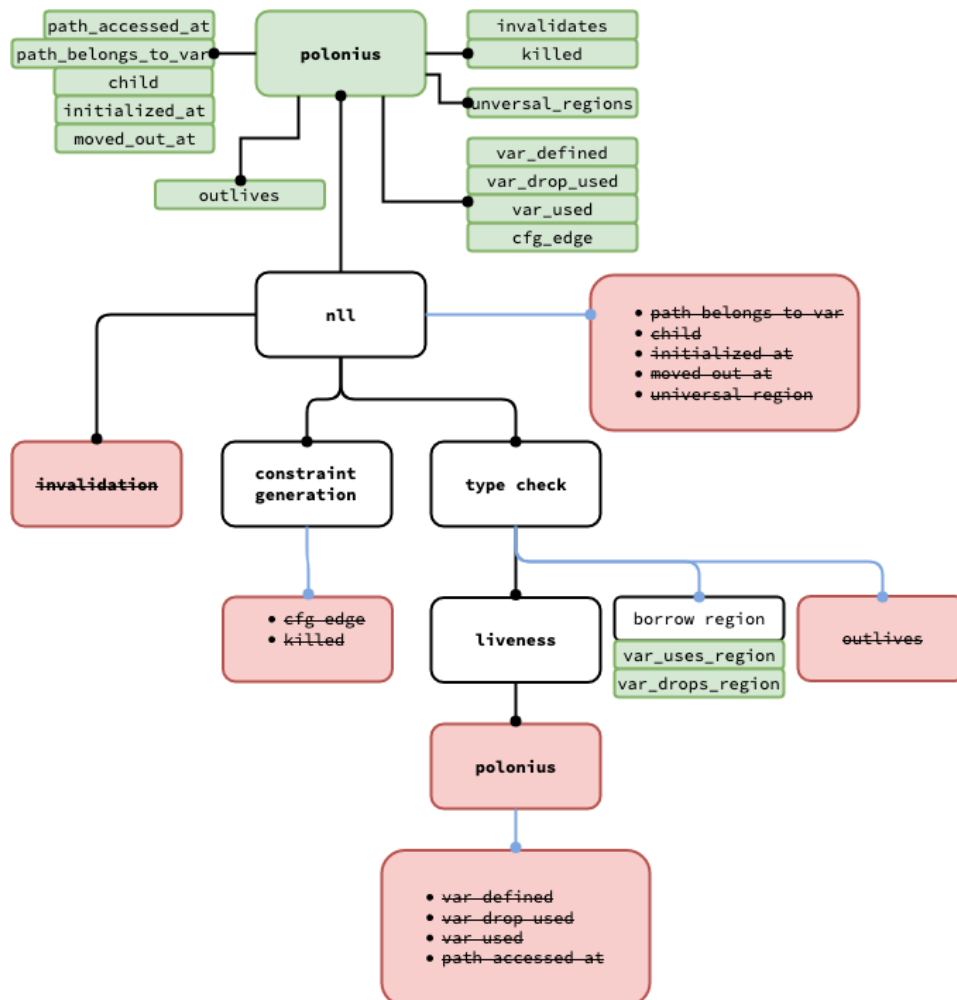 path_accessed_at
path_belongs_to_var
child
initialized_at
moved_out_at
polonius
invalidates
killed
unversal_regions
outlives
var_defined
var_drop_used
var_used
cfg_edge
nll
path belongs to var
child
initialized at
moved out at
universal region
invalidation
constraint
generation
type check
cfg edge
killed
liveness
borrow region
var_uses_region
var_drops_region
outlives
polonius
var defined
var drop used
var used
path accessed at